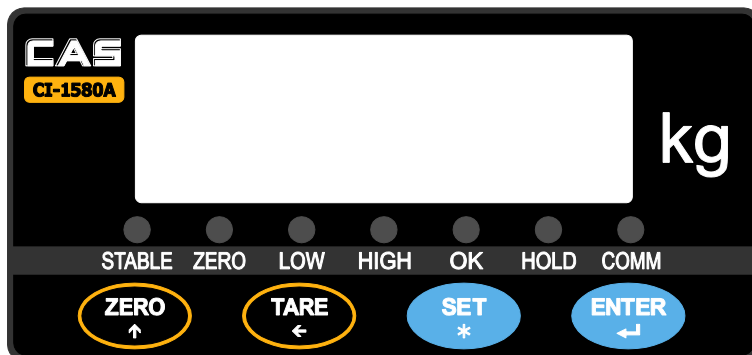 CAS
CI-1580A
kg
STABLE ZERO LOW HIGH OK HOLD COMM
ZERO TARE SET ENTER
↑ ← * ↵